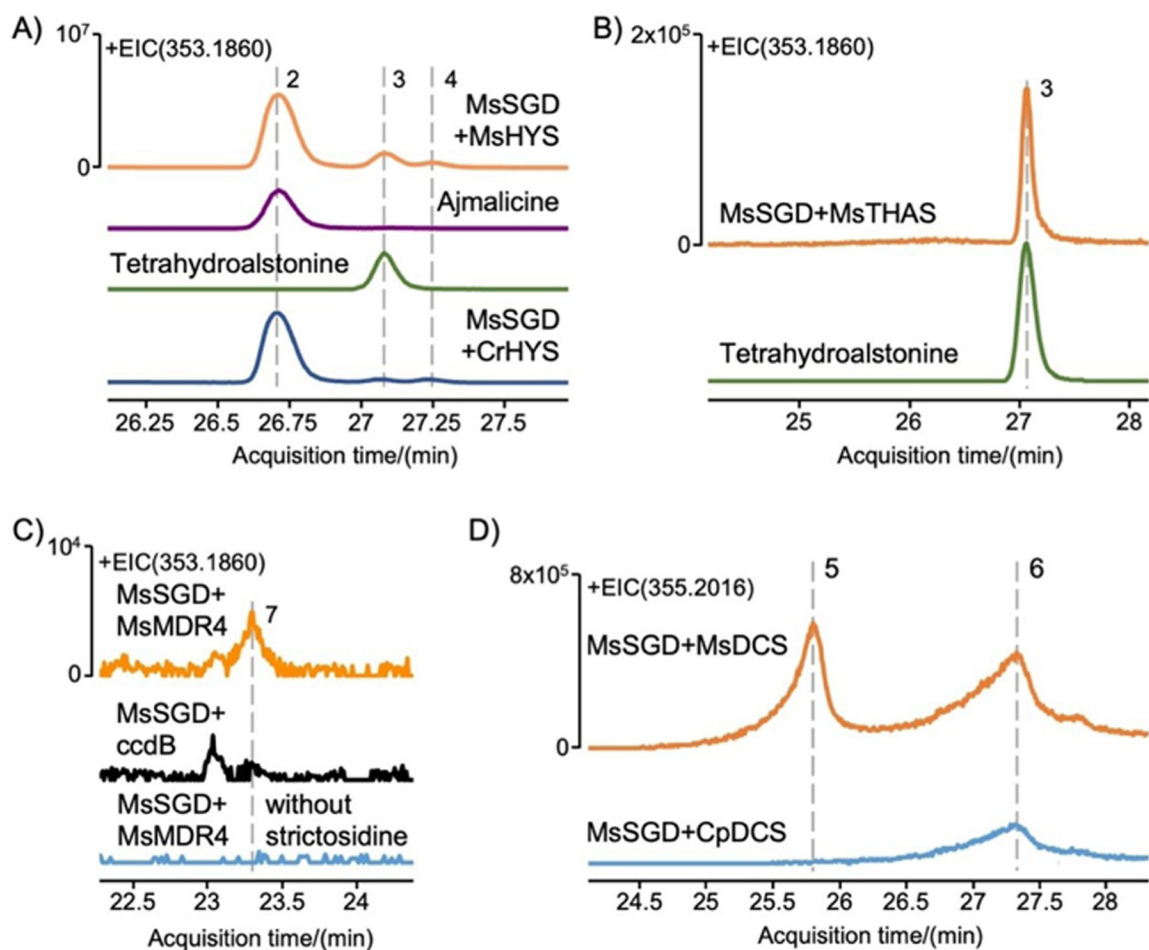 A)
10⁷
+EIC(353.1860)
2
3
4
MsSGD
+MsHYS
0
Ajmalicine
Tetrahydroalstonine
MsSGD
+CrHYS
26.25 26.5 26.75 27 27.25 27.5
Acquisition time/(min)
B)
2x10⁵
+EIC(353.1860)
3
MsSGD+MsTHAS
0
Tetrahydroalstonine
25 26 27 28
Acquisition time/(min)
C)
10⁴
+EIC(353.1860)
MsSGD+
MsMDR4
7
0
MsSGD+
ccdB
MsSGD+ without
MsMDR4 strictosidine
22.5 23 23.5 24
Acquisition time/(min)
D)
8x10⁵
+EIC(355.2016)
5
6
MsSGD+MsDCS
0
MsSGD+CpDCS
24.5 25 25.5 26 26.5 27 27.5 28
Acquisition time/(min)